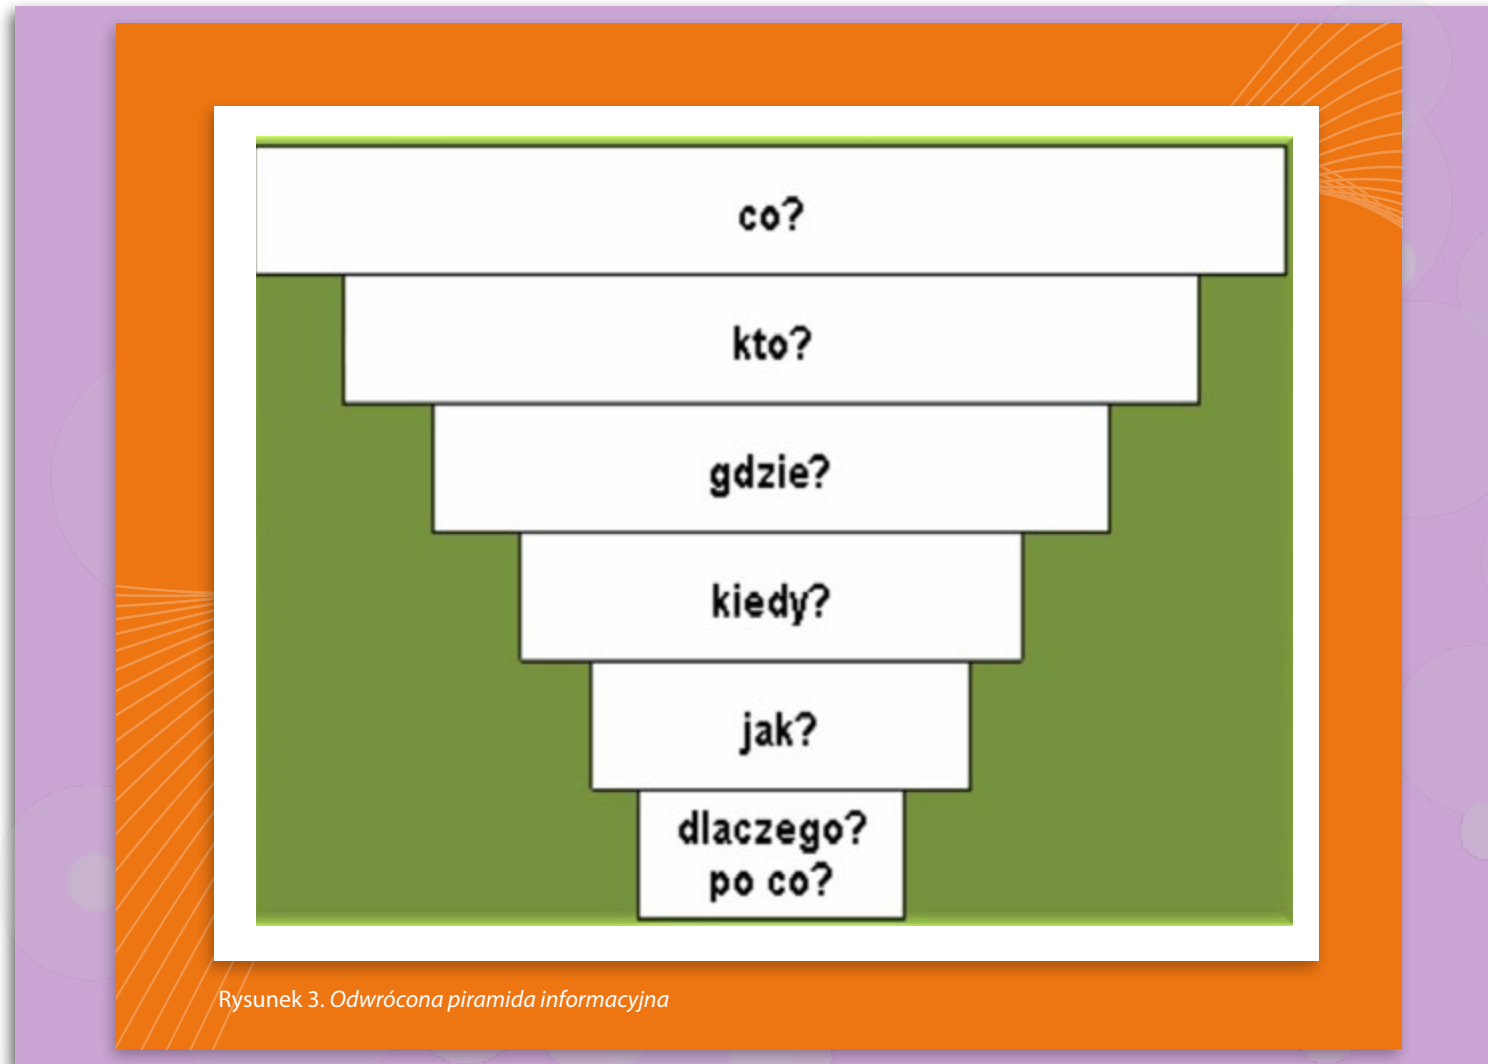 co?
kto?
gdzie?
kiedy?
jak?
dlaczego?
po co?
Rysunek 3. Odwrócona piramida informacyjna